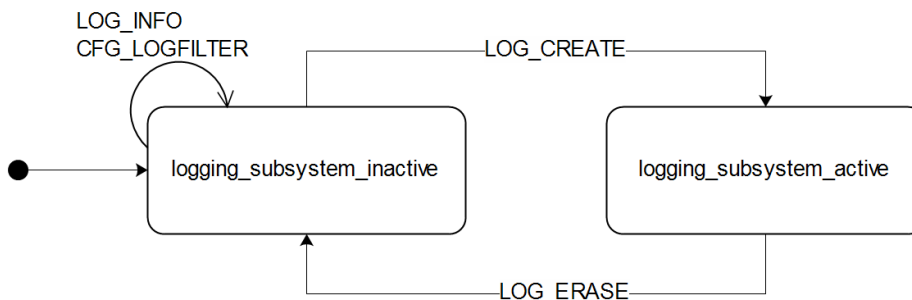 LOG_INFO
CFG_LOGFILTER
LOG_CREATE
logging_subsystem_inactive
logging_subsystem_active
LOG_ERASE